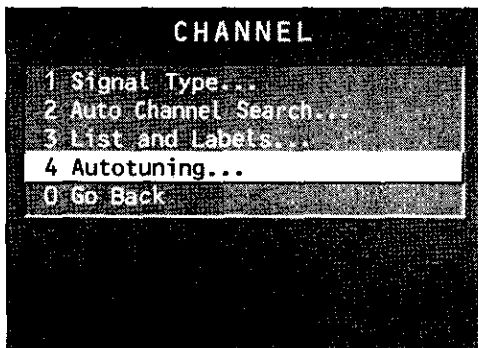 CHANNEL
1 Signal Type...
2 Auto Channel Search...
3 List and Labels...
4 Autotuning...
0 Go Back